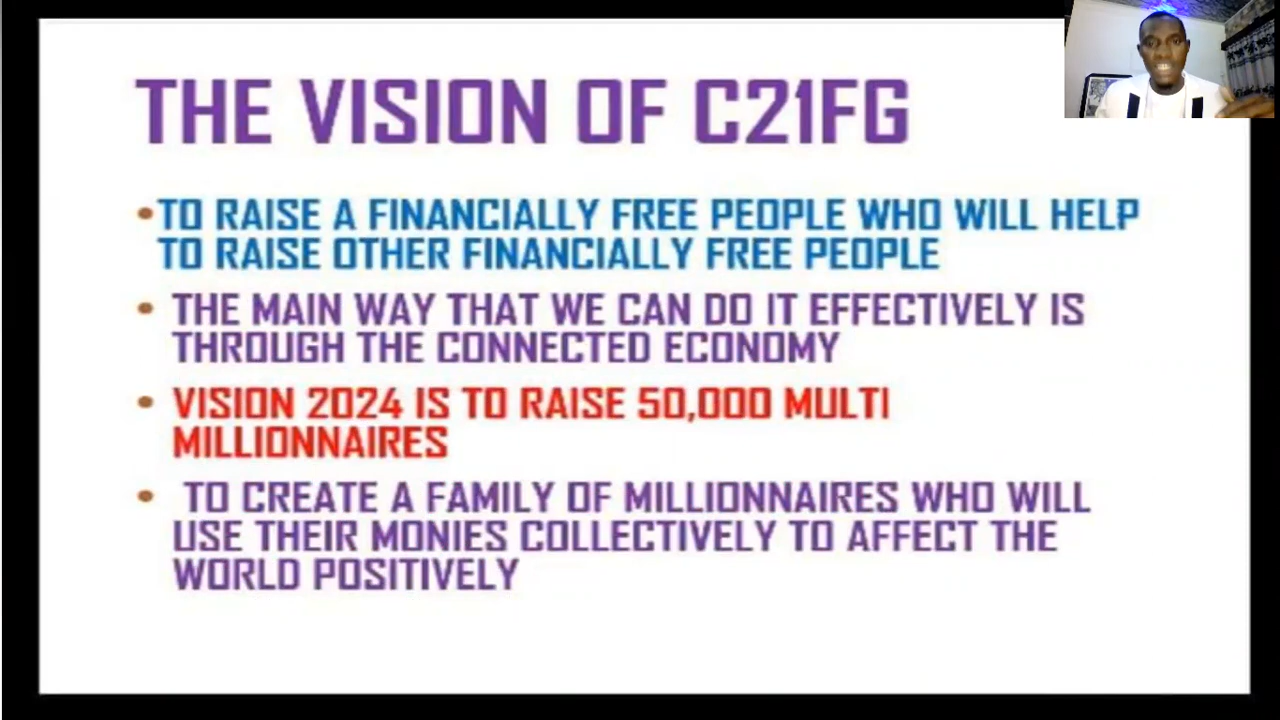 THE VISION OF C21FG
•TO RAISE A FINANCIALLY FREE PEOPLE WHO WILL HELP
TO RAISE OTHER FINANCIALLY FREE PEOPLE
• THE MAIN WAY THAT WE CAN DO IT EFFECTIVELY IS
THROUGH THE CONNECTED ECONOMY
• VISION 2024 IS TO RAISE 50,000 MULTI
MILLIONNAIRES
• TO CREATE A FAMILY OF MILLIONNAIRES WHO WILL
USE THEIR MONIES COLLECTIVELY TO AFFECT THE
WORLD POSITIVELY